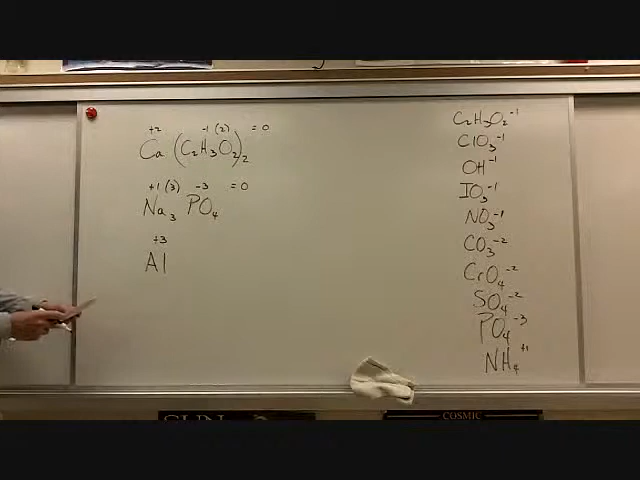 +2 -1 (2) = 0
Ca (C₂H₃O₂)₂
+1 (3) -3 = 0
Na₃ PO₄
+3
Al
C₂H₃O₂⁻¹
ClO₃⁻¹
OH⁻¹
IO₃⁻¹
NO₃⁻¹
CO₃⁻²
CrO₄⁻²
SO₄⁻²
PO₄⁻³
NH₄⁺¹
COSMIC